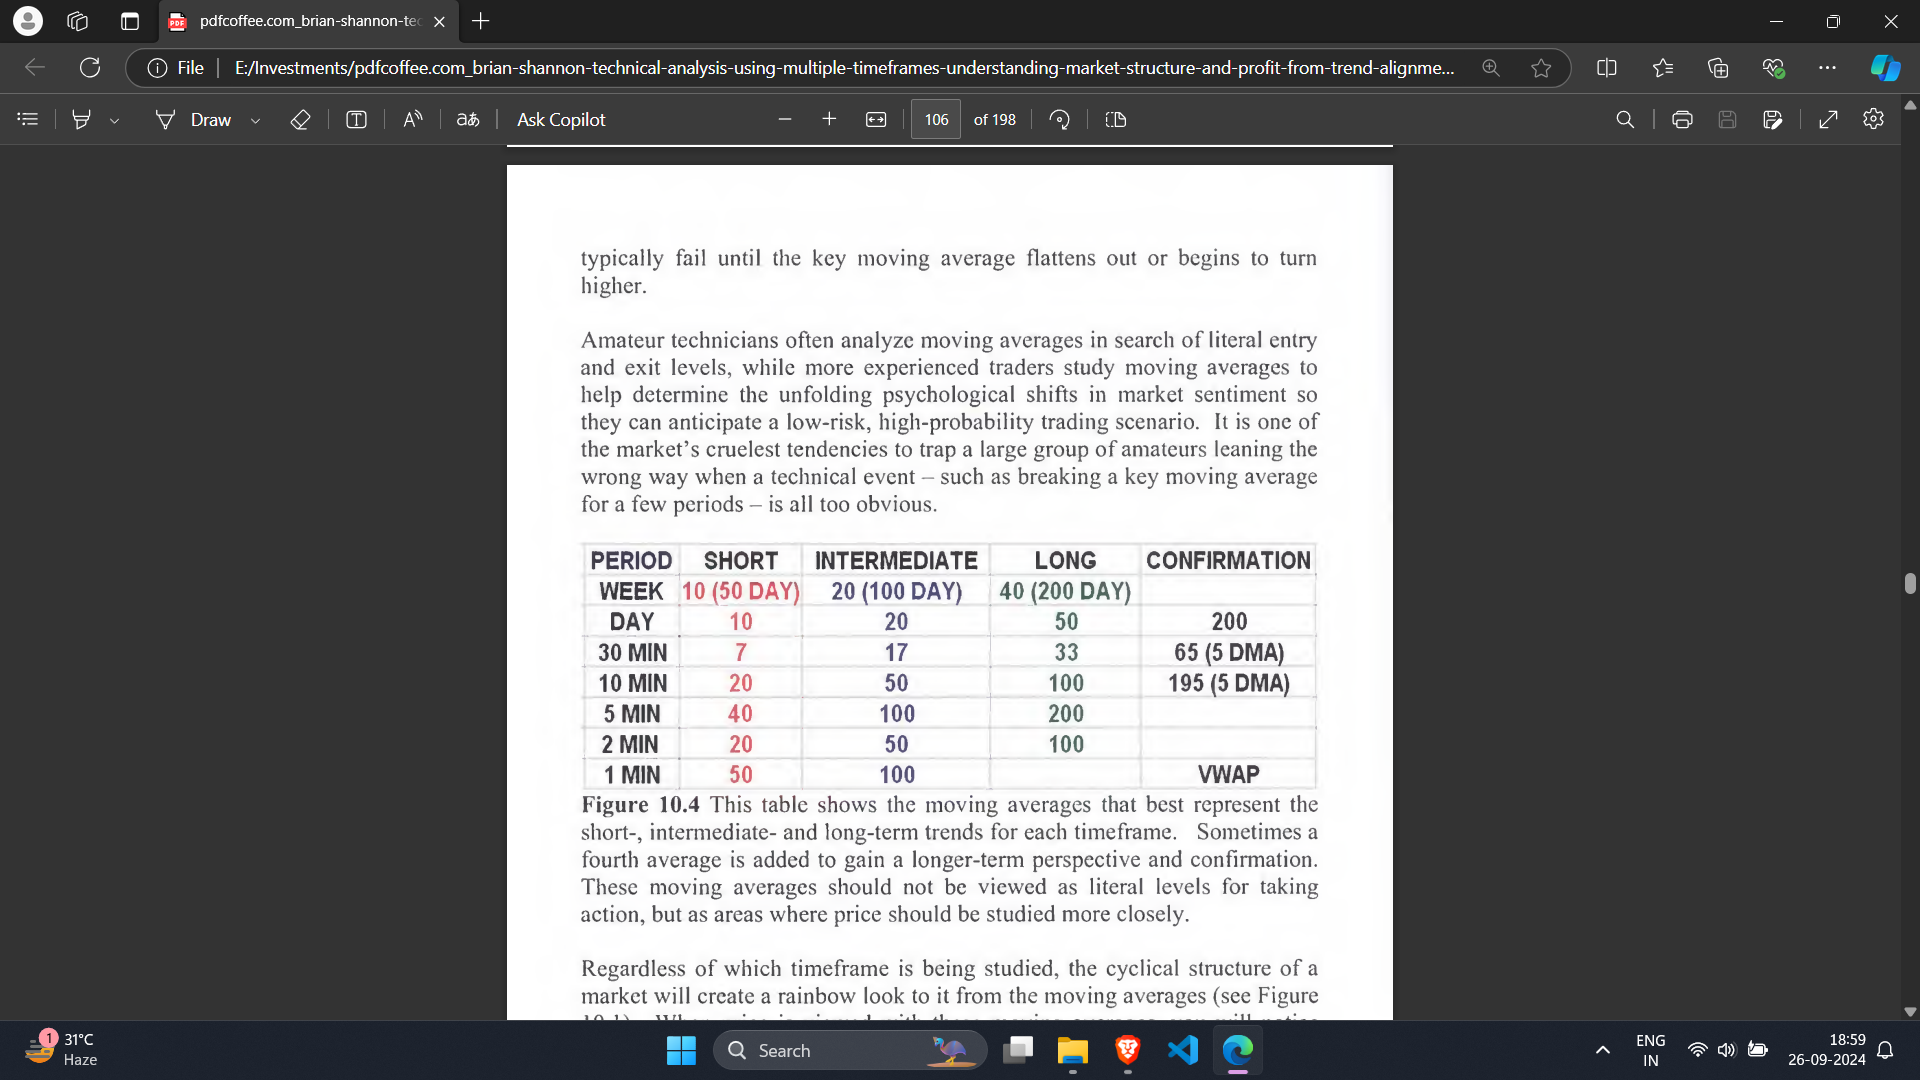 pdfcoffee.com_brian-shannon-tec
File
E:/Investments/pdfcoffee.com_brian-shannon-technical-analysis-using-multiple-timeframes-understanding-market-structure-and-profit-from-trend-alignme...
Draw
Ask Copilot
106 of 198
typically fail until the key moving average flattens out or begins to turn
higher.
Amateur technicians often analyze moving averages in search of literal entry
and exit levels, while more experienced traders study moving averages to
help determine the unfolding psychological shifts in market sentiment so
they can anticipate a low-risk, high-probability trading scenario. It is one of
the market's cruelest tendencies to trap a large group of amateurs leaning the
wrong way when a technical event – such as breaking a key moving average
for a few periods – is all too obvious.
PERIOD SHORT INTERMEDIATE LONG CONFIRMATION
WEEK 10 (50 DAY) 20 (100 DAY) 40 (200 DAY)
DAY 10 20 50 200
30 MIN 7 17 33 65 (5 DMA)
10 MIN 20 50 100 195 (5 DMA)
5 MIN 40 100 200
2 MIN 20 50 100
1 MIN 50 100 VWAP
Figure 10.4 This table shows the moving averages that best represent the
short-, intermediate- and long-term trends for each timeframe. Sometimes a
fourth average is added to gain a longer-term perspective and confirmation.
These moving averages should not be viewed as literal levels for taking
action, but as areas where price should be studied more closely.
Regardless of which timeframe is being studied, the cyclical structure of a
market will create a rainbow look to it from the moving averages (see Figure
1
31°C
Haze
Search
ENG
IN
18:59
26-09-2024